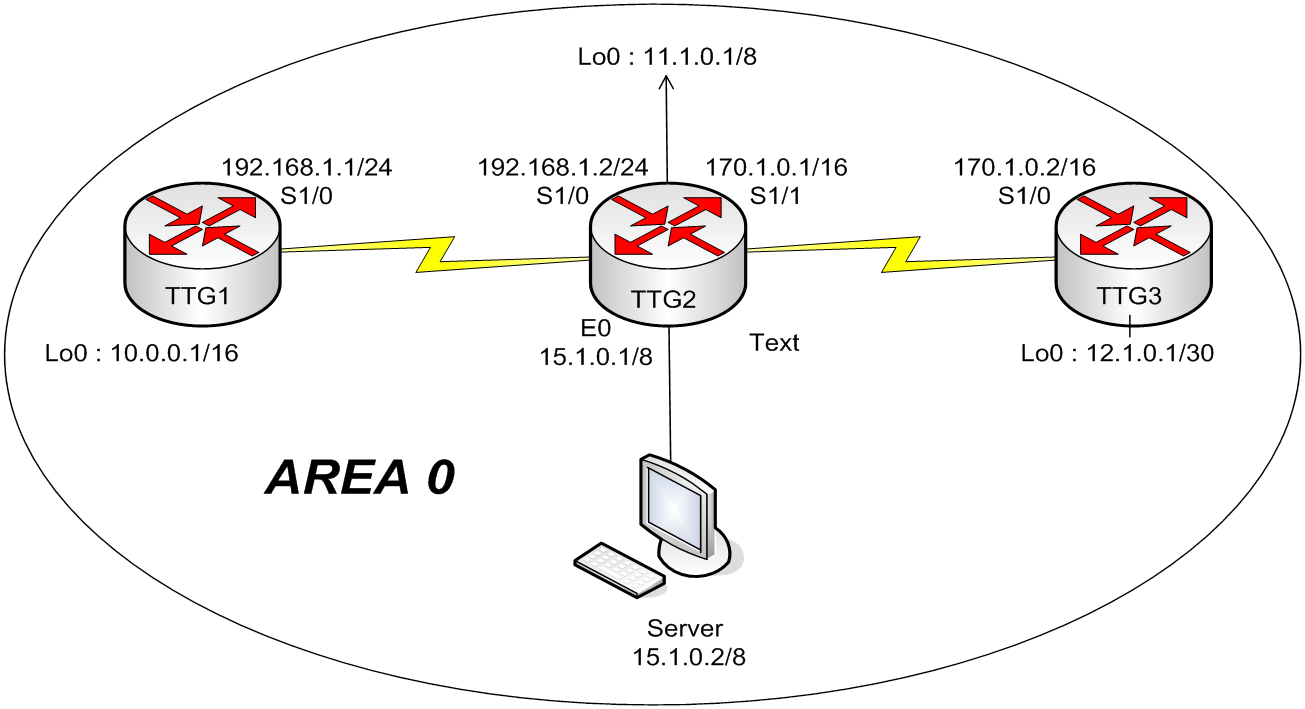 Lo0 : 11.1.0.1/8
192.168.1.1/24
S1/0
192.168.1.2/24
S1/0
170.1.0.1/16
S1/1
170.1.0.2/16
S1/0
TTG1
TTG2
TTG3
Lo0 : 10.0.0.1/16
E0
15.1.0.1/8
Text
Lo0 : 12.1.0.1/30
AREA 0
Server
15.1.0.2/8